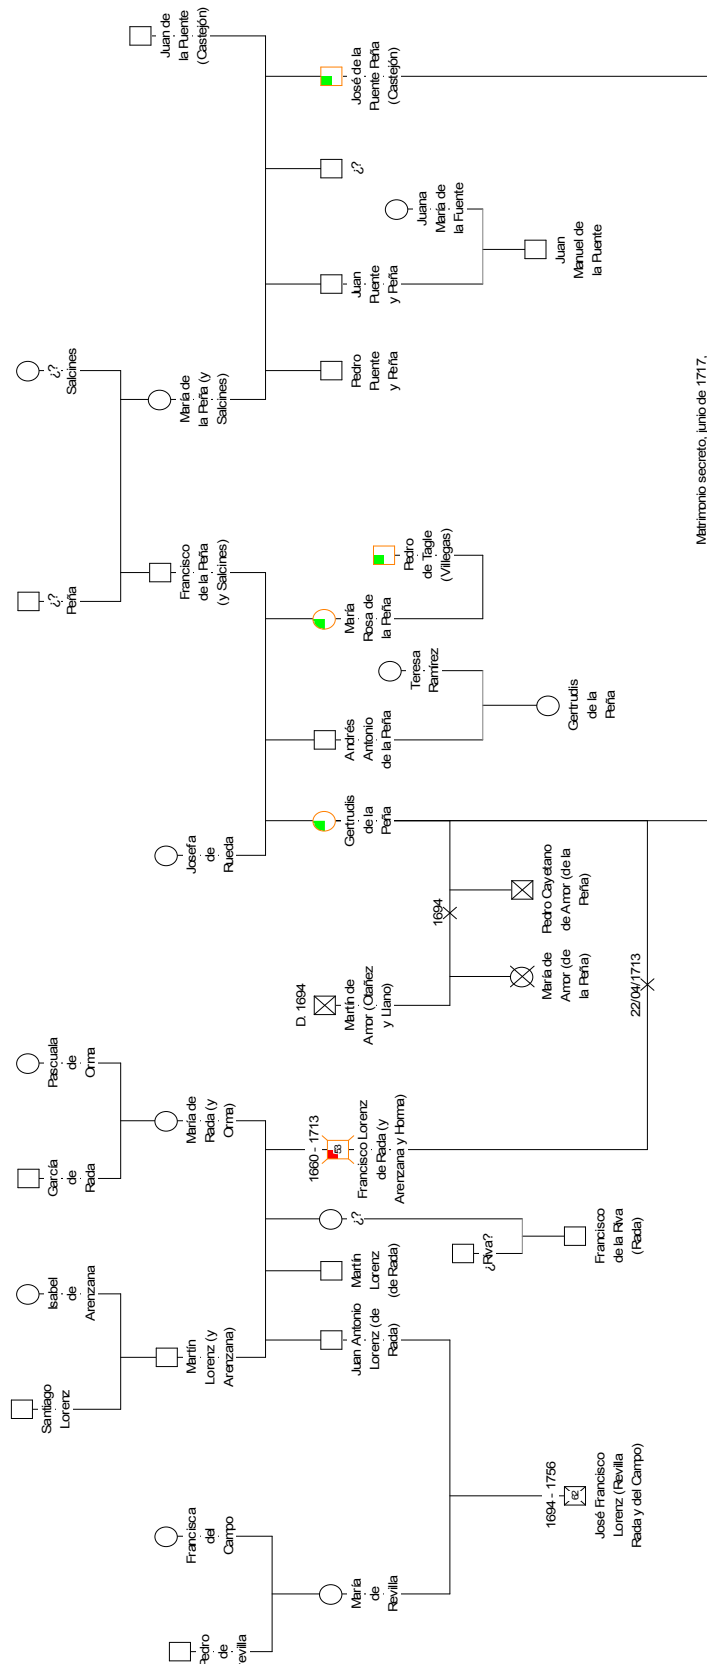 Juan de
la Puente
(Castejón)
José de la
Puente Peña
(Castejón)
¿?
Juana
María de
la Fuente
Juan
Puente
y Peña
Juan
Manuel de
la Puente
¿?
Salcines
María de
la Peña (y
Salcines)
Pedro
Puente
y Peña
Matrimonio secreto, junio de 1717,
¿?
Peña
Francisco
de la Peña
(y Salcines)
Pedro
de Tagle
(Villegas)
María
Rosa de
la Peña
Teresa
Ramírez
Andrés
Antonio
de la Peña
Gertrudis
de la
Peña
Josefa
de
Rueda
Gertrudis
de la
Peña
1694
Pedro Cayetano
de Amor (de la
Peña)
D. 1694
Martín de
Amor (Otañez
y Llano)
María de
Amor (de
la Peña)
22/04/1713
Pascuala
de
Orma
García
de
Rada
María de
Rada (y
Orma)
1660 - 1713
53
Francisco Lorenz
de Rada (y
Arenzana y Horma)
¿?
¿Riva?
Francisco
de la Riva
(Rada)
Isabel
de
Arenzana
Santiago
Lorenz
Martín
Lorenz (y
Arenzana)
Martín
Lorenz
(de Rada)
Juan Antonio
Lorenz (de
Rada)
1694 - 1756
62
José Francisco
Lorenz (Revilla
Rada y del Campo)
Francisca
del
Campo
Pedro
de
Revilla
María
de
Revilla